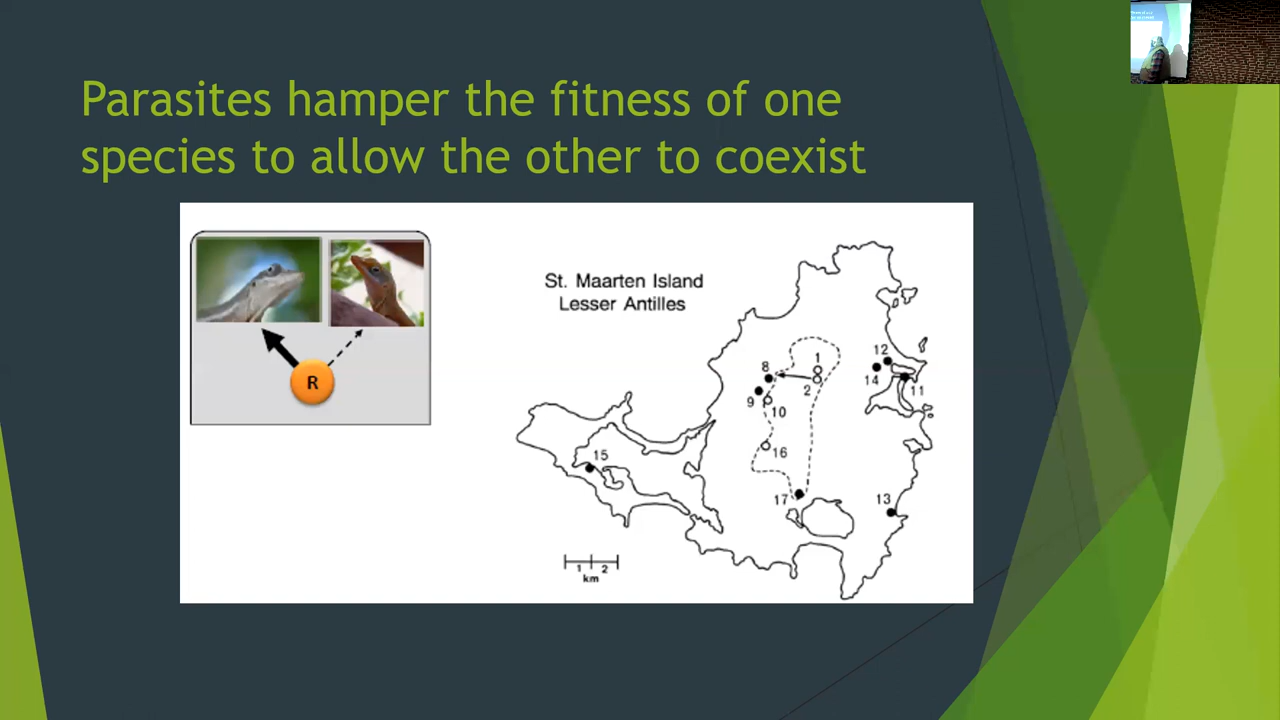 Parasites hamper the fitness of one
species to allow the other to coexist
R
St. Maarten Island
Lesser Antilles
1
2
8
9
10
12
14
11
16
15
17
13
1 2
km